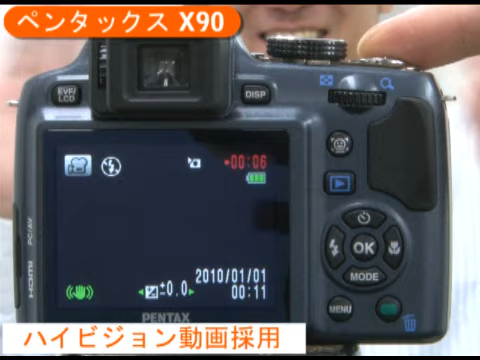 ペンタックス X90
EVF/
LCD
DISP
●00:06
±0.0
2010/01/01
00:11
PENTAX
PC/AV
HDMI
OK
MODE
MENU
ハイビジョン動画採用